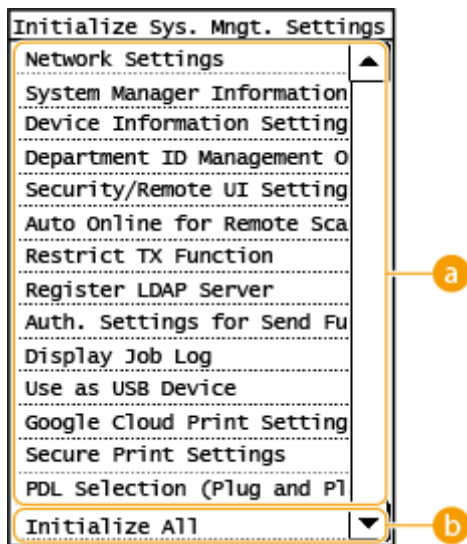 Initialize Sys. Mngt. Settings
Network Settings
System Manager Information
Device Information Setting
Department ID Management O
Security/Remote UI Setting
Auto Online for Remote Sca
Restrict TX Function
Register LDAP Server
Auth. Settings for Send Fu
Display Job Log
Use as USB Device
Google Cloud Print Setting
Secure Print Settings
PDL Selection (Plug and Pl
Initialize All
a
b